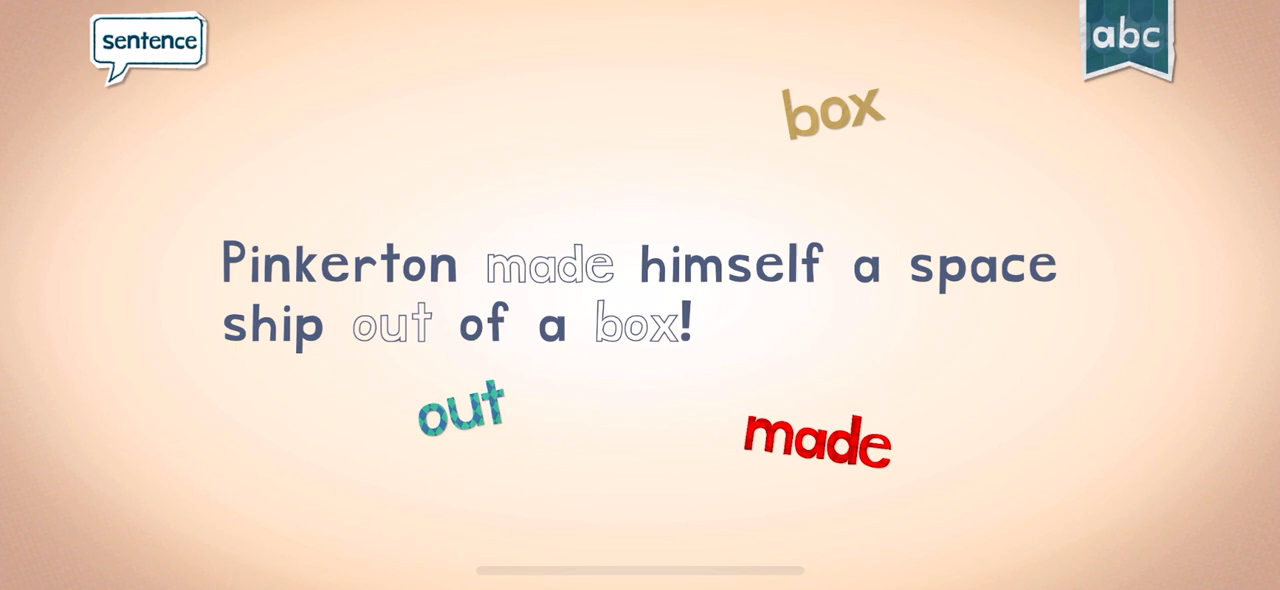 sentence
abc
box
Pinkerton made himself a space
ship out of a box!
out
made